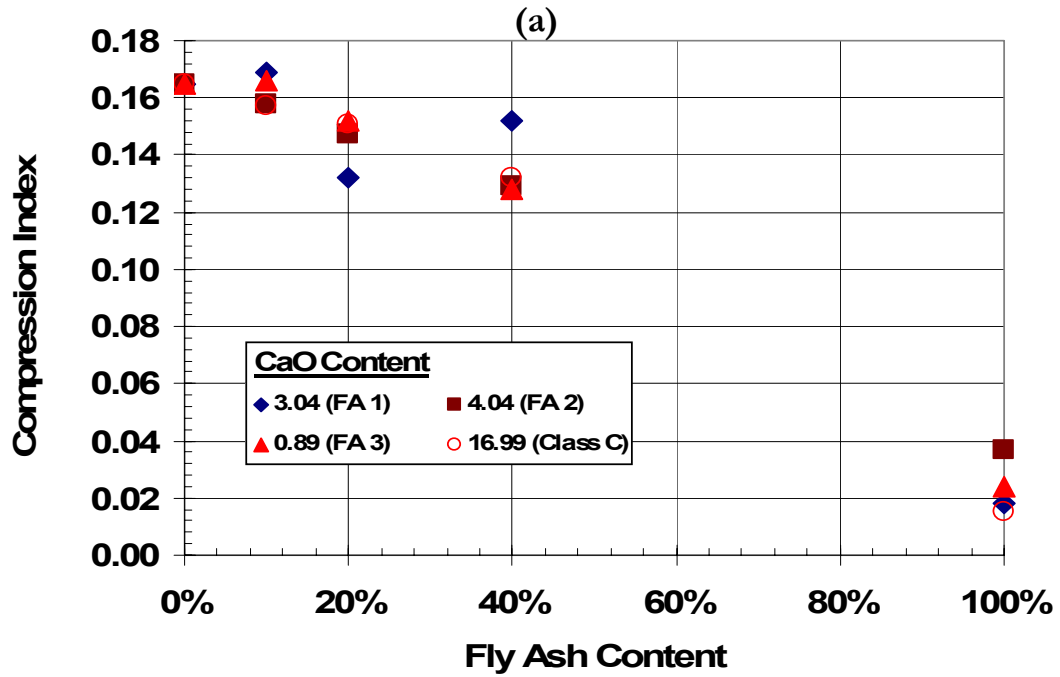 (a)
0.18
0.16
0.14
0.12
0.10
0.08
0.06
0.04
0.02
0.00
Compression Index
CaO Content
3.04 (FA 1) 4.04 (FA 2)
0.89 (FA 3) 16.99 (Class C)
0% 20% 40% 60% 80% 100%
Fly Ash Content